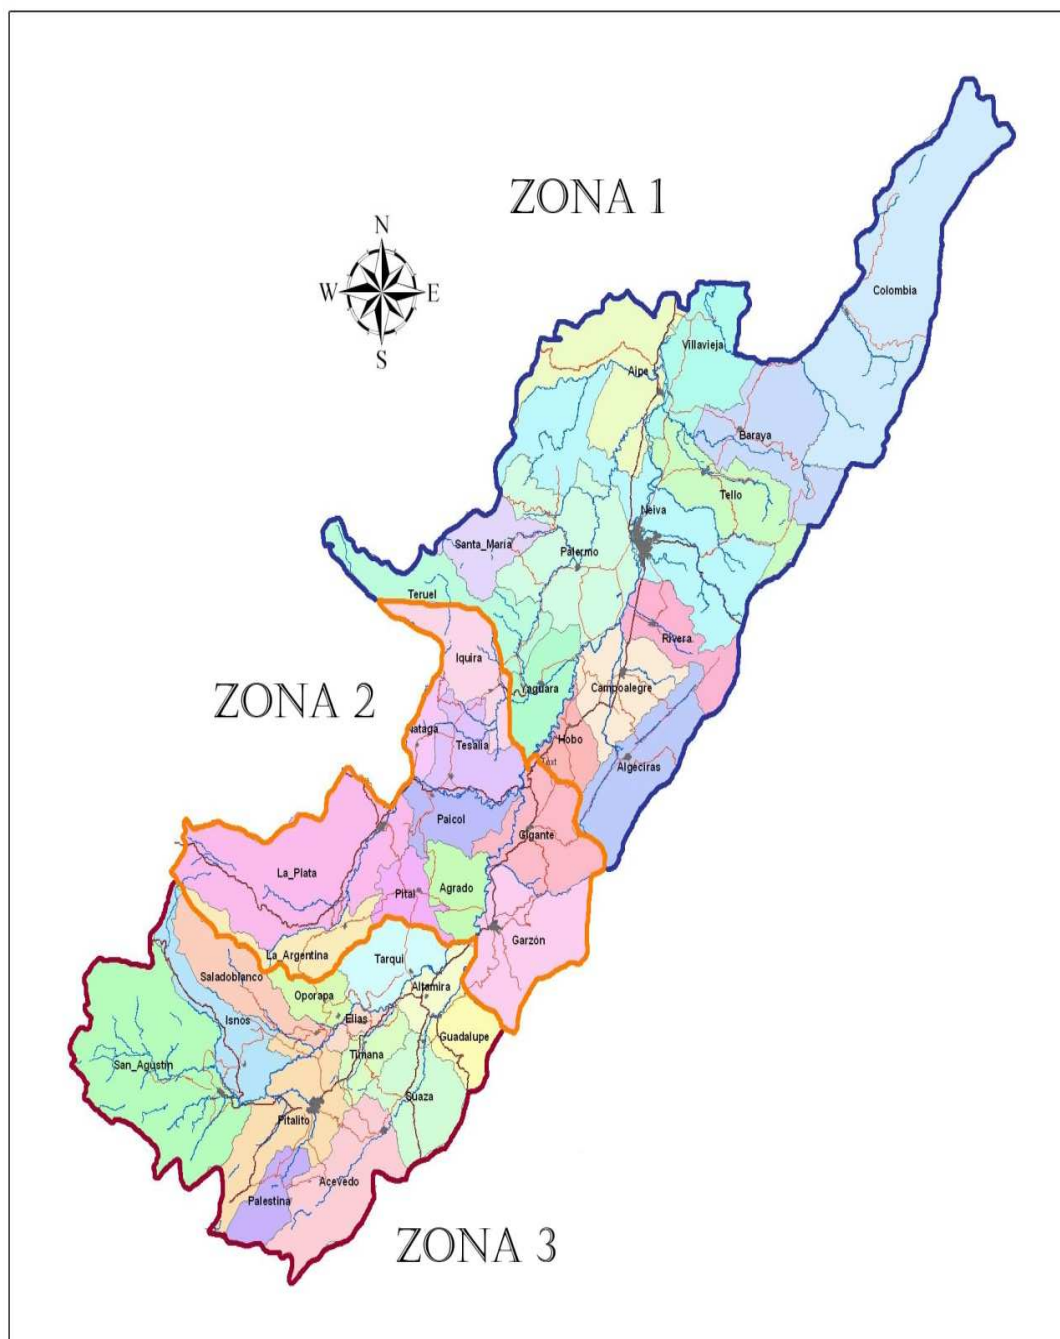 ZONA 1
N
W
E
S
Colombia
Villavieja
Aipe
Baraya
Tello
Neiva
Santa_Maria
Palermo
Teruel
Rivera
Iquira
ZONA 2
Yaguara
Campoalegre
Nataga
Tesalia
Hobo
Text
Algeciras
Paicol
Gigante
La_Plata
Pital
Agrado
Garzón
La_Argentina
Tarqui
Saladoblanco
Altamira
Oporapa
Isnos
Elias
Guadalupe
Timana
San_Agustin
Suaza
Pitalito
Acevedo
Palestina
ZONA 3